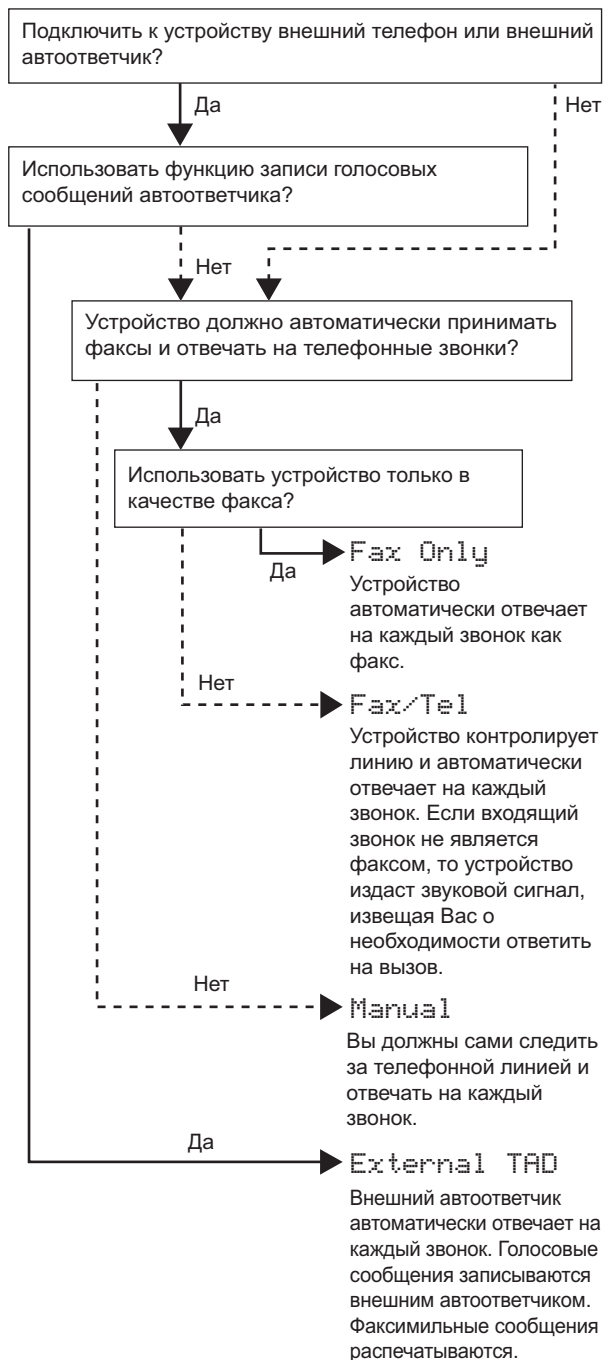 Подключить к устройству внешний телефон или внешний
автоответчик?
Да
Нет
Использовать функцию записи голосовых
сообщений автоответчика?
Нет
Устройство должно автоматически принимать
факсы и отвечать на телефонные звонки?
Да
Использовать устройство только в
качестве факса?
Да
Fax Only
Устройство
автоматически отвечает
на каждый звонок как
факс.
Нет
Fax/Tel
Устройство контролирует
линию и автоматически
отвечает на каждый
звонок. Если входящий
звонок не является
факсом, то устройство
издаст звуковой сигнал,
извещая Вас о
необходимости ответить
на вызов.
Нет
Manual
Вы должны сами следить
за телефонной линией и
отвечать на каждый
звонок.
Да
External TAD
Внешний автоответчик
автоматически отвечает на
каждый звонок. Голосовые
сообщения записываются
внешним автоответчиком.
Факсимильные сообщения
распечатываются.